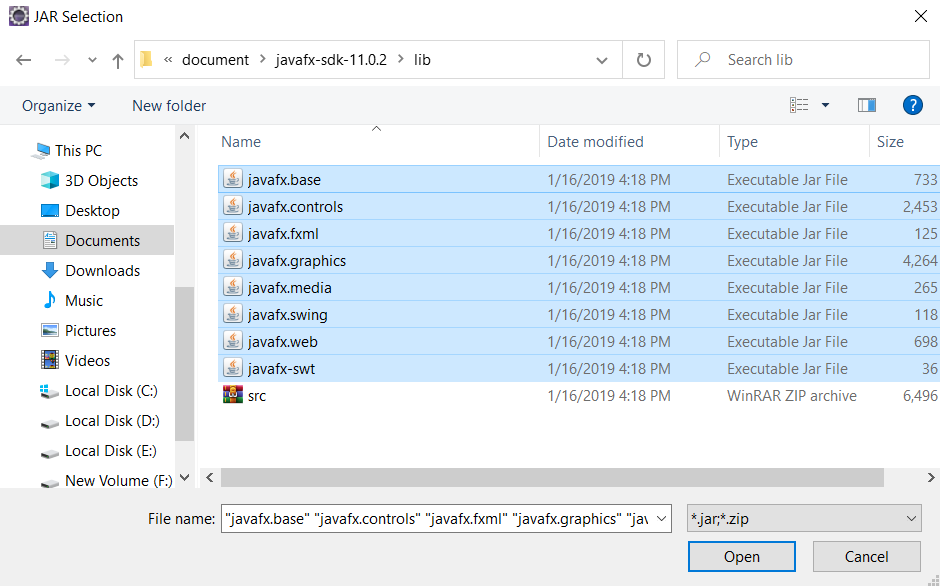 JAR Selection
« document > javafx-sdk-11.0.2 > lib
Search lib
Organize New folder
?
This PC
3D Objects
Desktop
Documents
Downloads
Music
Pictures
Videos
Local Disk (C:)
Local Disk (D:)
Local Disk (E:)
New Volume (F:)
Name Date modified Type Size
javafx.base 1/16/2019 4:18 PM Executable Jar File 733
javafx.controls 1/16/2019 4:18 PM Executable Jar File 2,453
javafx.fxml 1/16/2019 4:18 PM Executable Jar File 125
javafx.graphics 1/16/2019 4:18 PM Executable Jar File 4,264
javafx.media 1/16/2019 4:18 PM Executable Jar File 265
javafx.swing 1/16/2019 4:18 PM Executable Jar File 118
javafx.web 1/16/2019 4:18 PM Executable Jar File 698
javafx-swt 1/16/2019 4:18 PM Executable Jar File 36
src 1/16/2019 4:18 PM WinRAR ZIP archive 6,496
File name: "javafx.base" "javafx.controls" "javafx.fxml" "javafx.graphics" "jav
*.jar;*.zip
Open Cancel